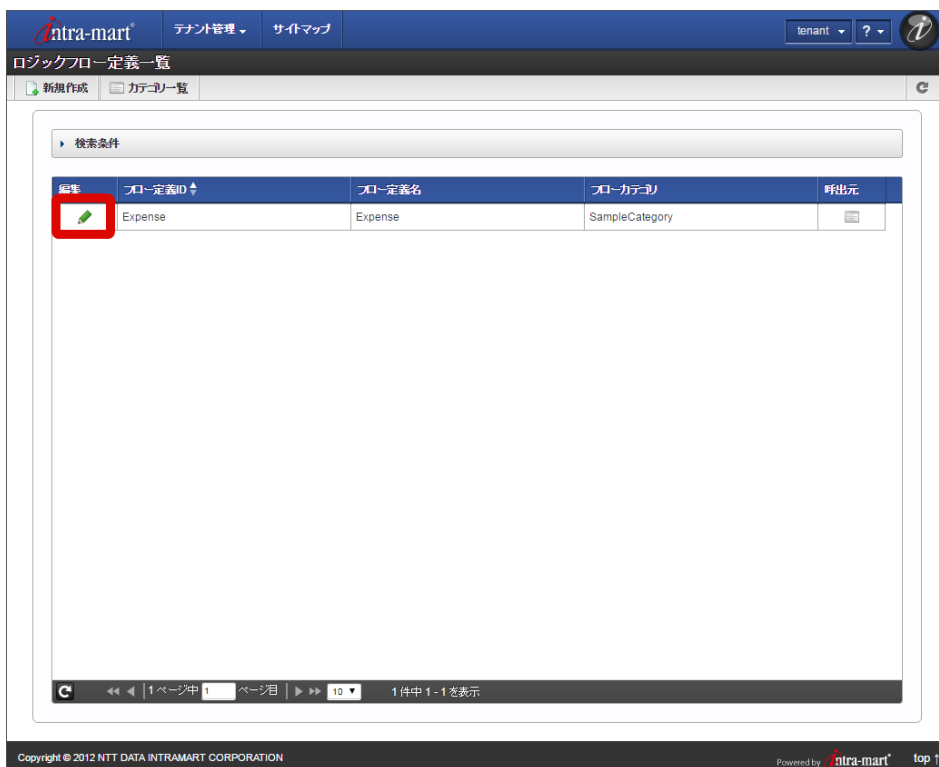 intra-mart® テナント管理 サイトマップ tenant ?
ロジックフロー定義一覧
新規作成 カテゴリ一覧
検索条件
編集 フロー定義ID フロー定義名 フローカテゴリ 呼出元
Expense Expense SampleCategory
1 ページ中 1 ページ目 10 1 件中 1 - 1 を表示
Copyright © 2012 NTT DATA INTRAMART CORPORATION Powered by intra-mart® top ↑